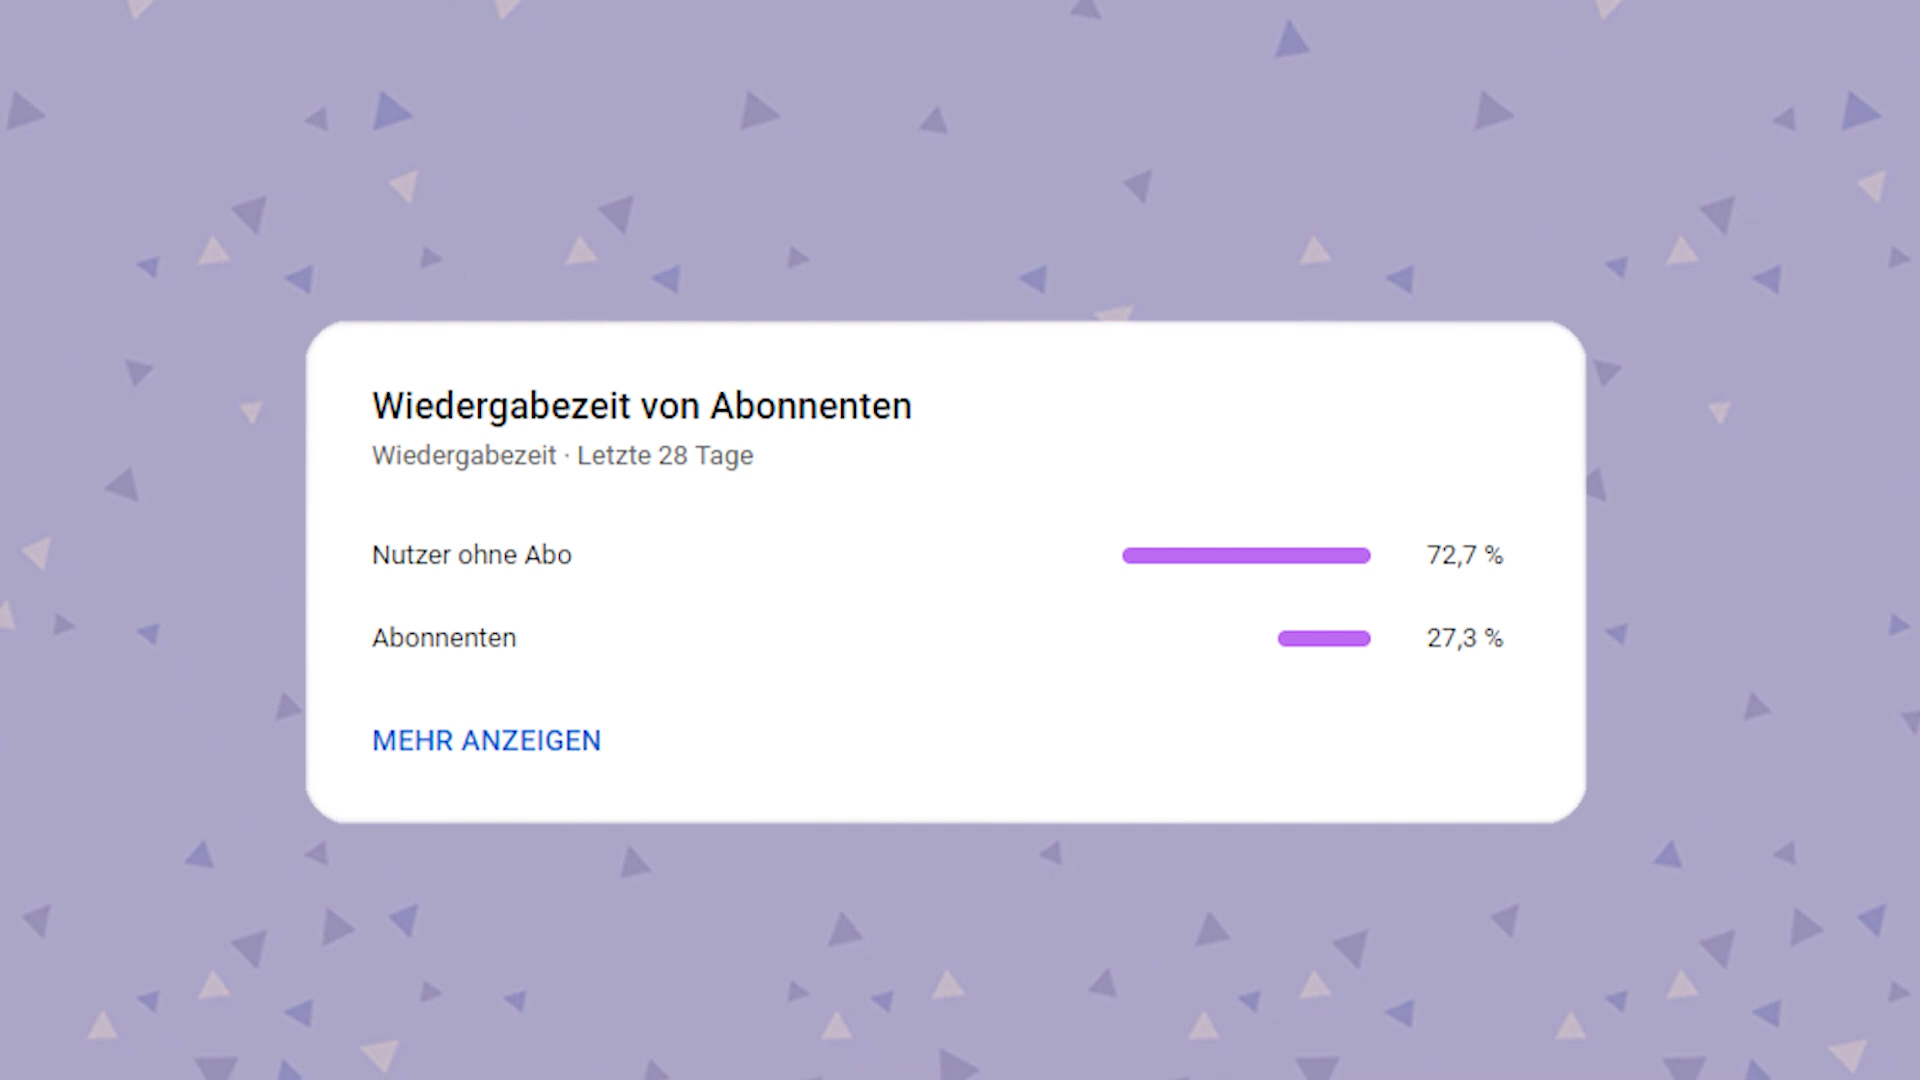 Wiedergabezeit von Abonnenten
Wiedergabezeit · Letzte 28 Tage
Nutzer ohne Abo 72,7 %
Abonnenten 27,3 %
MEHR ANZEIGEN